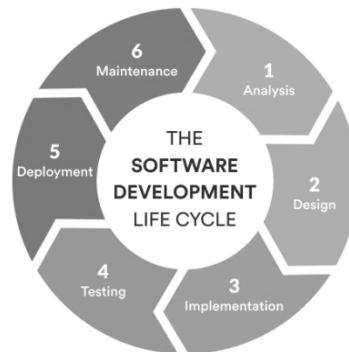 THE
SOFTWARE
DEVELOPMENT
LIFE CYCLE
1
Analysis
2
Design
3
Implementation
4
Testing
5
Deployment
6
Maintenance